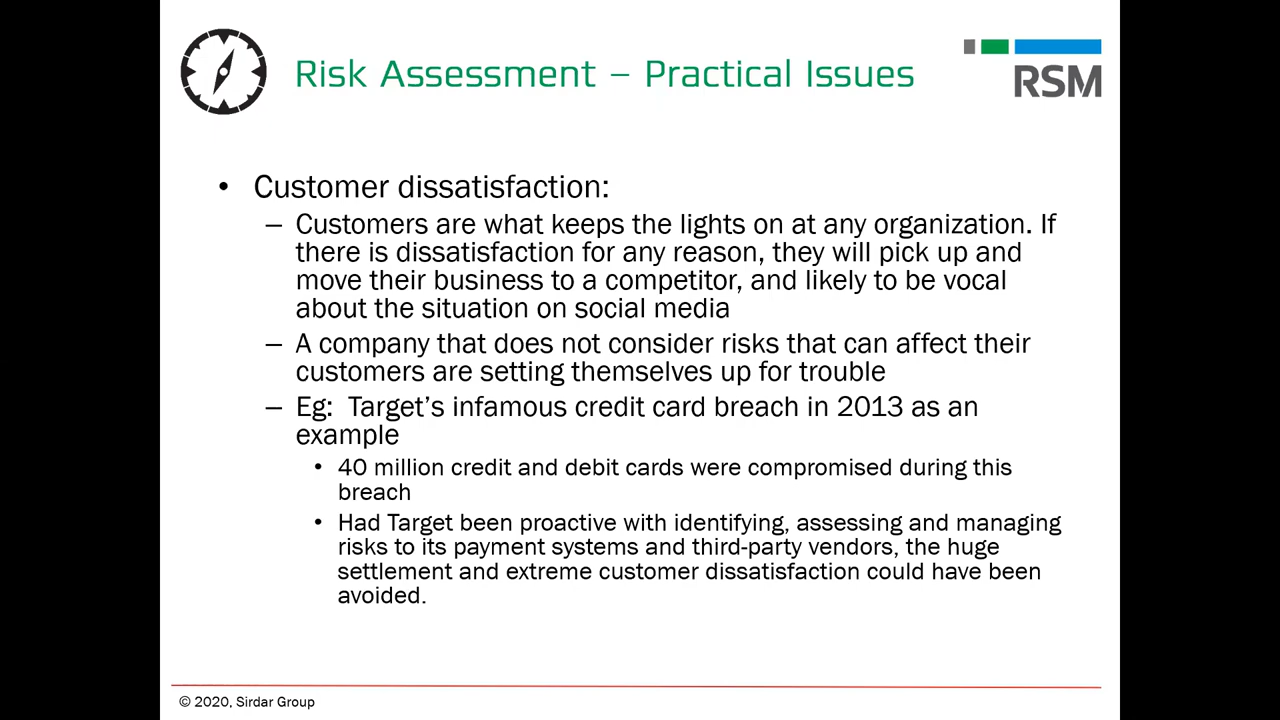 Risk Assessment – Practical Issues
RSM
• Customer dissatisfaction:
– Customers are what keeps the lights on at any organization. If
there is dissatisfaction for any reason, they will pick up and
move their business to a competitor, and likely to be vocal
about the situation on social media
– A company that does not consider risks that can affect their
customers are setting themselves up for trouble
– Eg:  Target's infamous credit card breach in 2013 as an
example
• 40 million credit and debit cards were compromised during this
breach
• Had Target been proactive with identifying, assessing and managing
risks to its payment systems and third-party vendors, the huge
settlement and extreme customer dissatisfaction could have been
avoided.
© 2020, Sirdar Group